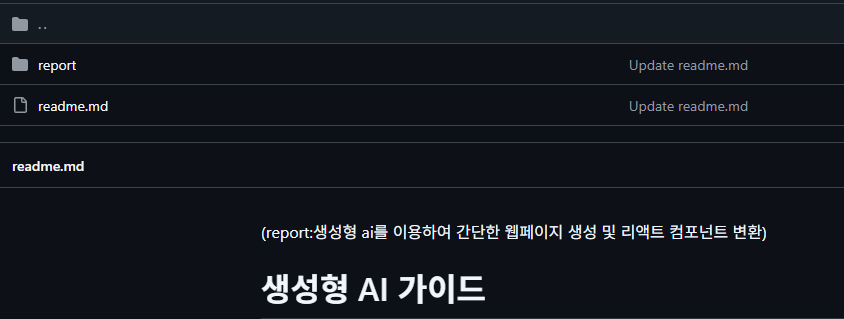 ..
report Update readme.md
readme.md Update readme.md
readme.md
(report:생성형 ai를 이용하여 간단한 웹페이지 생성 및 리액트 컴포넌트 변환)
생성형 AI 가이드